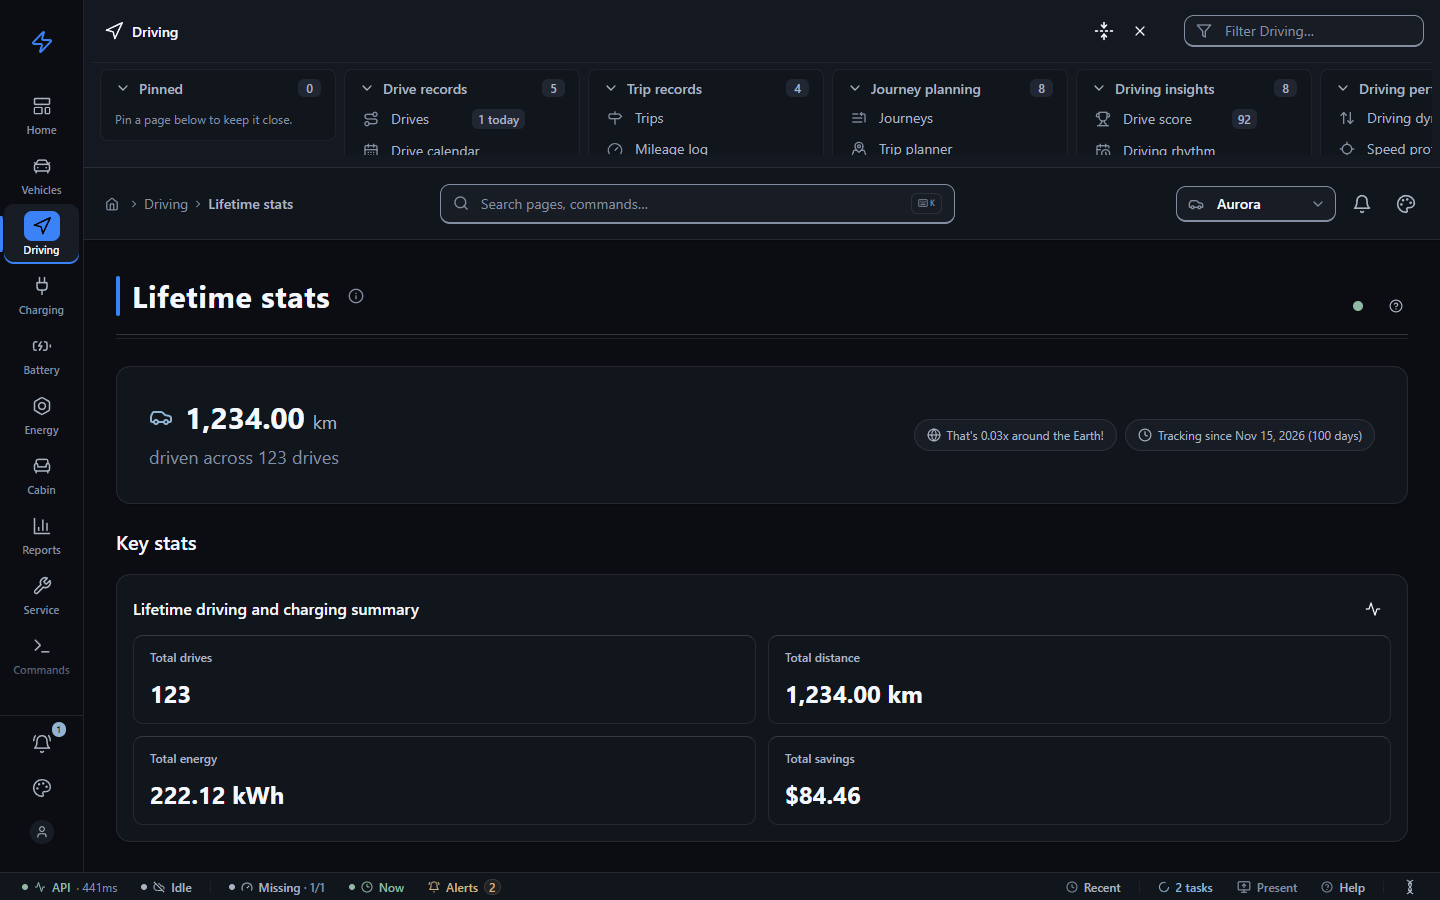 Home
Vehicles
Driving
Charging
Battery
Energy
Cabin
Reports
Service
Commands
1
Driving
Filter Driving...
Pinned 0
Pin a page below to keep it close.
Drive records 5
Drives 1 today
Drive calendar
Trip records 4
Trips
Mileage log
Journey planning 8
Journeys
Trip planner
Driving insights 8
Drive score 92
Driving rhythm
Driving per
Driving dy
Speed pro
Driving > Lifetime stats
Search pages, commands... K
Aurora
Lifetime stats
1,234.00 km
driven across 123 drives
That's 0.03x around the Earth!
Tracking since Nov 15, 2026 (100 days)
Key stats
Lifetime driving and charging summary
Total drives
123
Total distance
1,234.00 km
Total energy
222.12 kWh
Total savings
$84.46
API · 441ms
Idle
Missing · 1/1
Now
Alerts 2
Recent
2 tasks
Present
Help